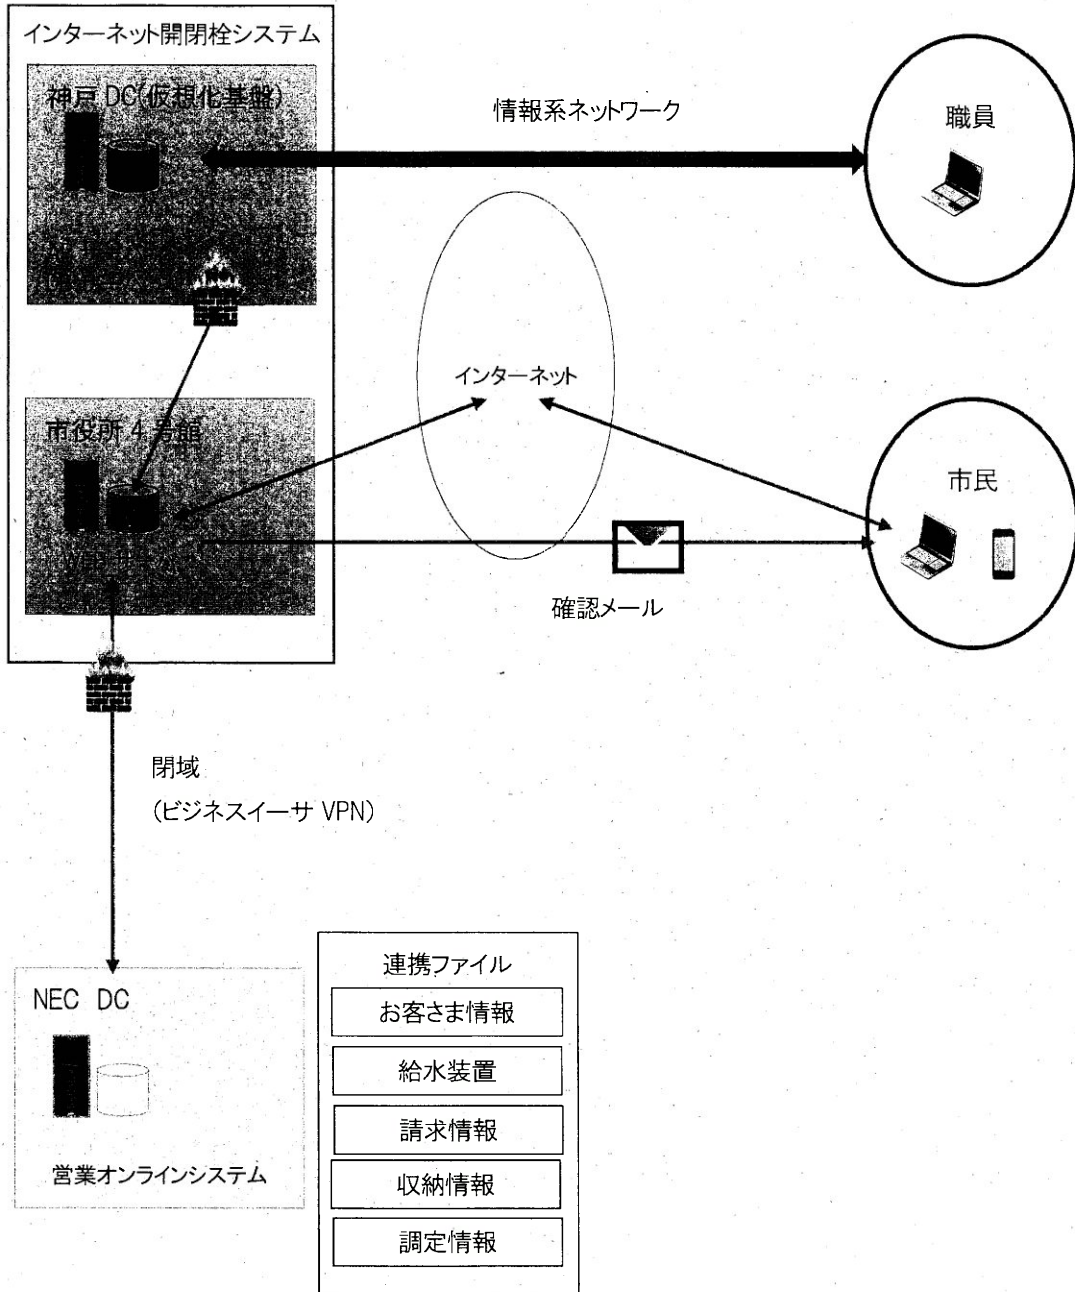 インターネット開閉栓システム
神戸 DC(仮想化基盤)
情報系ネットワーク
職員
インターネット
市役所 4 号館
市民
確認メール
閉域
（ビジネスイーサ VPN）
NEC DC
営業オンラインシステム
連携ファイル
お客さま情報
給水装置
請求情報
収納情報
調定情報